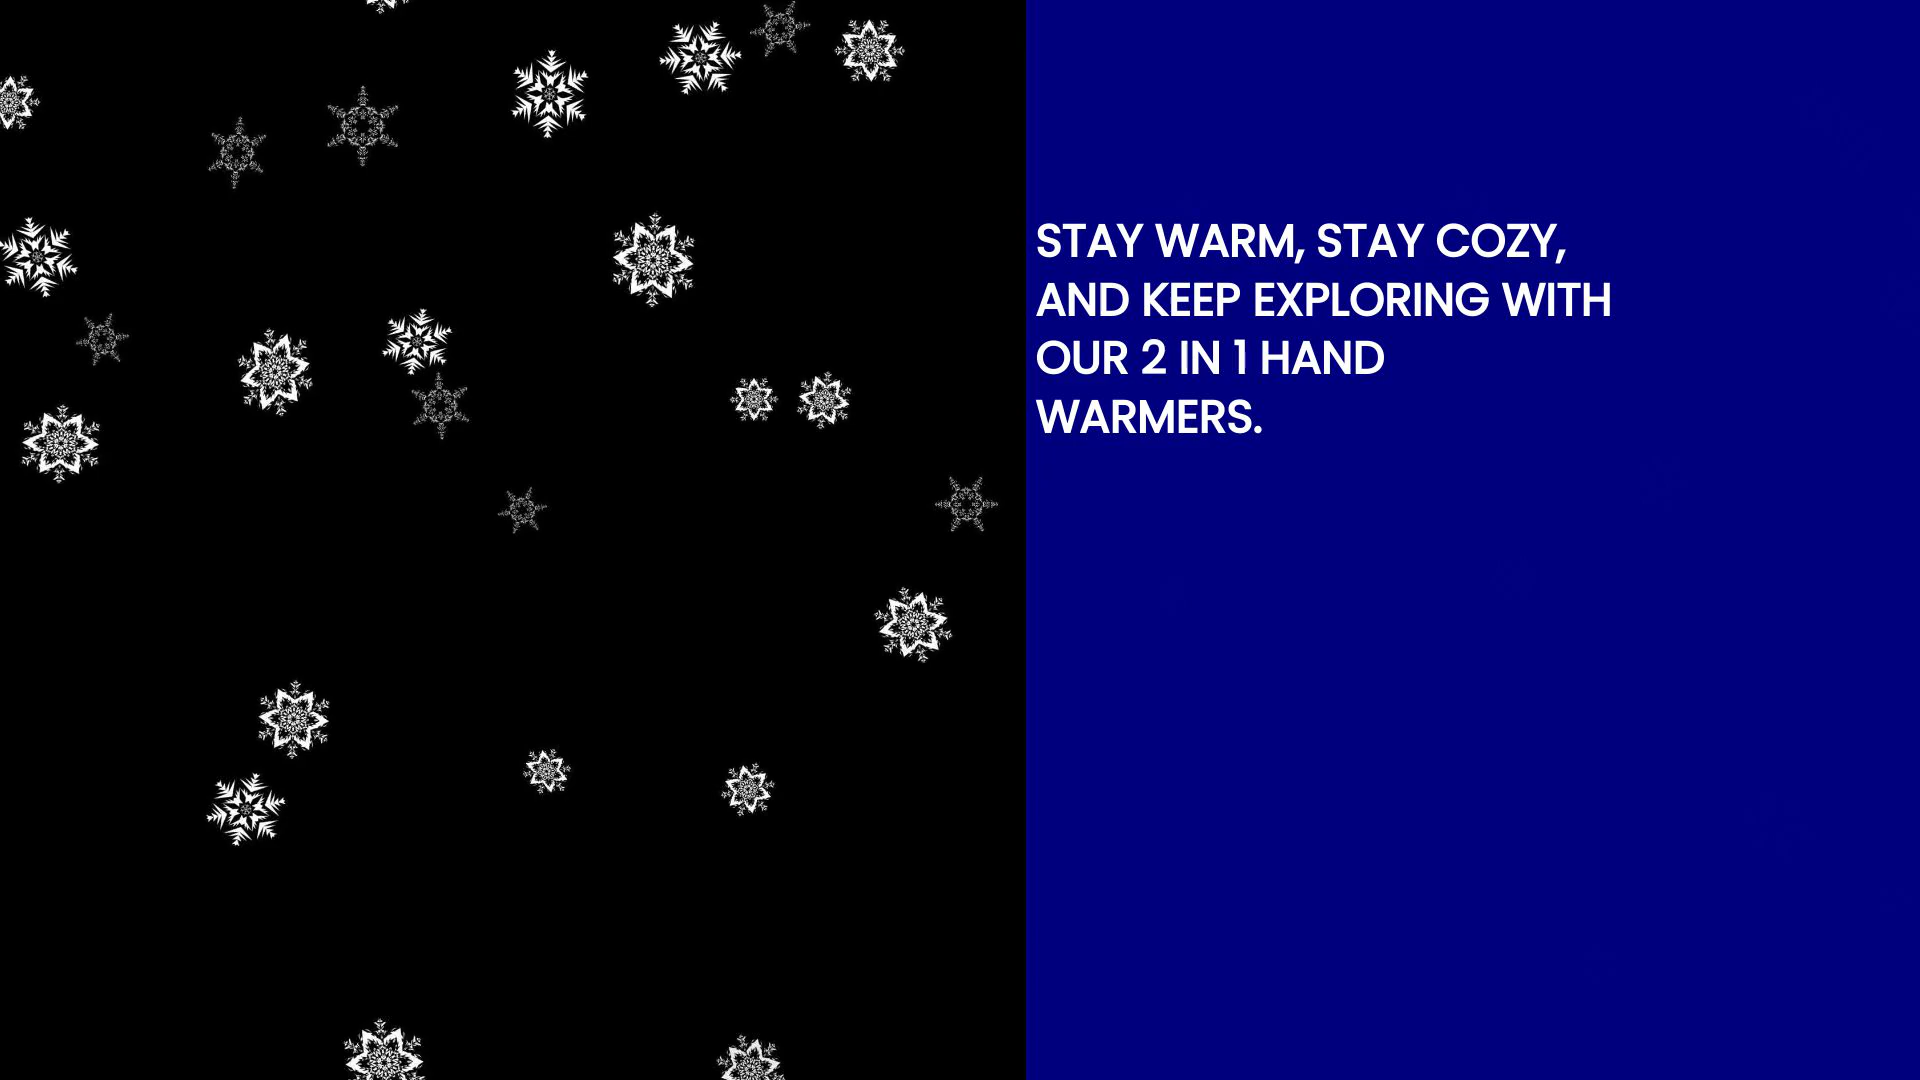 STAY WARM, STAY COZY,
AND KEEP EXPLORING WITH
OUR 2 IN 1 HAND
WARMERS.